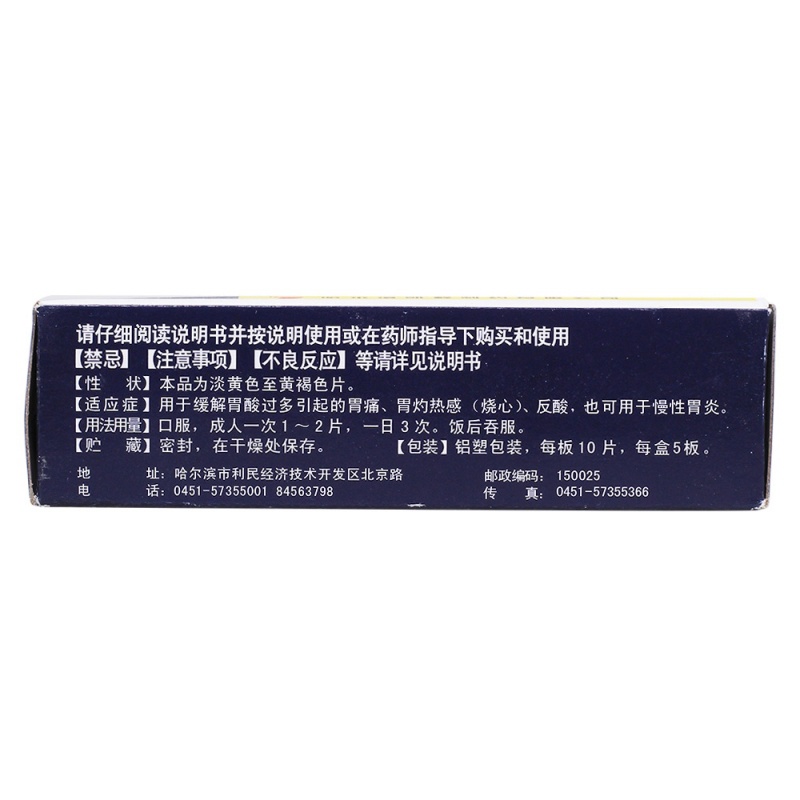 请仔细阅读说明书并按说明使用或在药师指导下购买和使用
【禁忌】【注意事项】【不良反应】等请详见说明书
【性 状】本品为淡黄色至黄褐色片。
【适应症】用于缓解胃酸过多引起的胃痛、胃灼热感（烧心）、反酸，也可用于慢性胃炎。
【用法用量】口服，成人一次1～2片，一日3次。饭后吞服。
【贮 藏】密封，在干燥处保存。 【包装】铝塑包装，每板10片，每盒5板。
地 址：哈尔滨市利民经济技术开发区北京路 邮政编码：150025
电 话：0451-57355001 84563798 传 真：0451-57355366